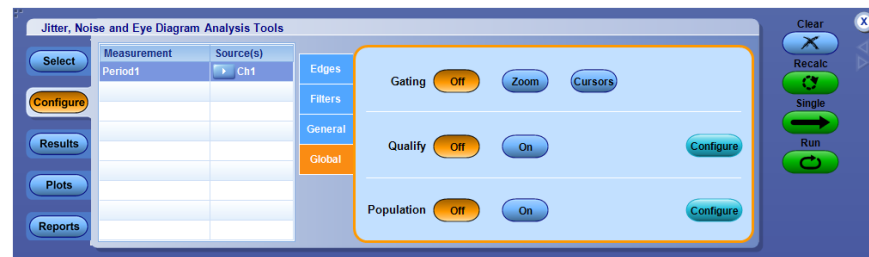 Jitter, Noise and Eye Diagram Analysis Tools
Clear
X
Select
Measurement Source(s)
Period1 Ch1
Edges
Gating Off Zoom Cursors
Recalc
Configure
Filters
Single
General
Results
Qualify Off On Configure
Run
Global
Plots
Population Off On Configure
Reports